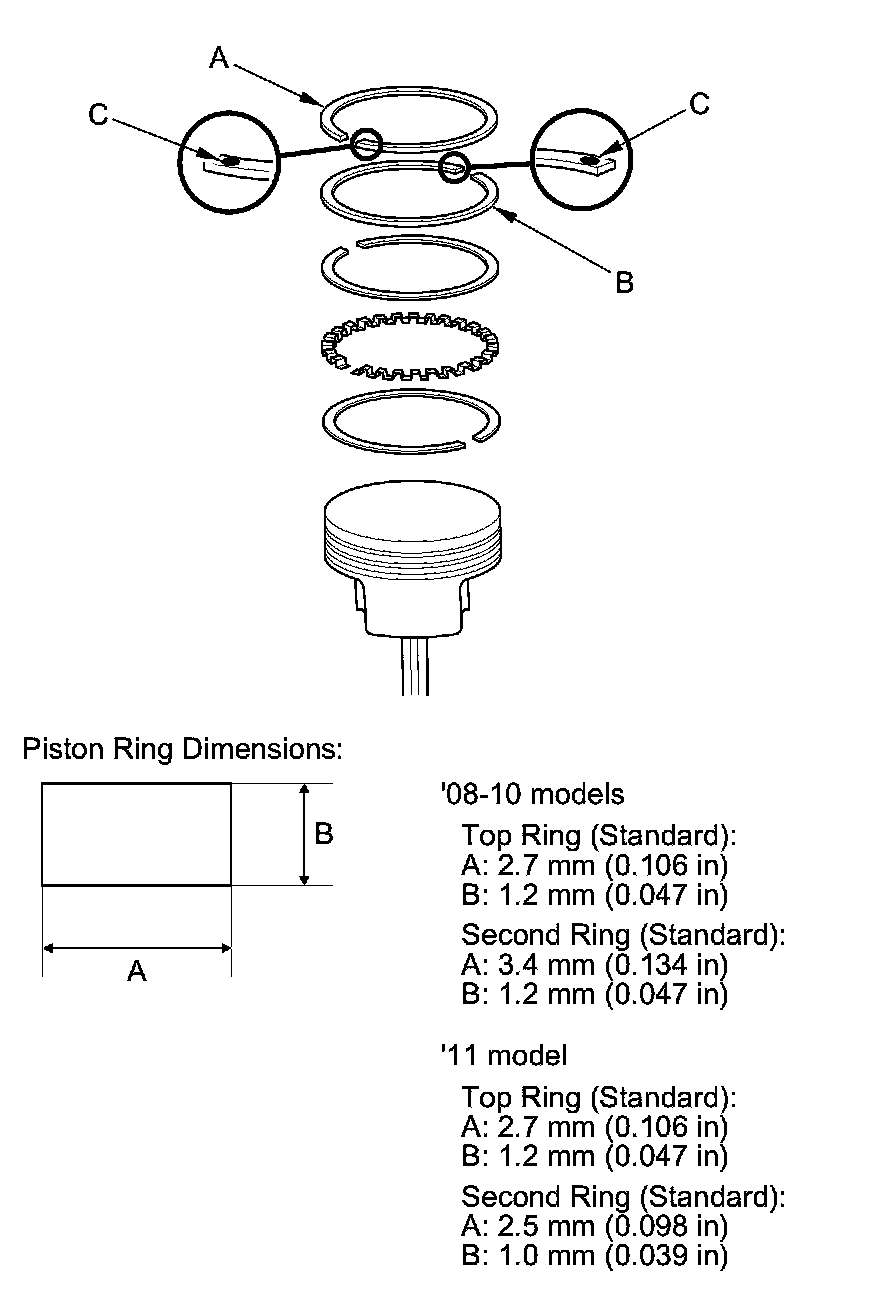 A
C
C
B
Piston Ring Dimensions:
B
A
'08-10 models
Top Ring (Standard):
A: 2.7 mm (0.106 in)
B: 1.2 mm (0.047 in)
Second Ring (Standard):
A: 3.4 mm (0.134 in)
B: 1.2 mm (0.047 in)
'11 model
Top Ring (Standard):
A: 2.7 mm (0.106 in)
B: 1.2 mm (0.047 in)
Second Ring (Standard):
A: 2.5 mm (0.098 in)
B: 1.0 mm (0.039 in)